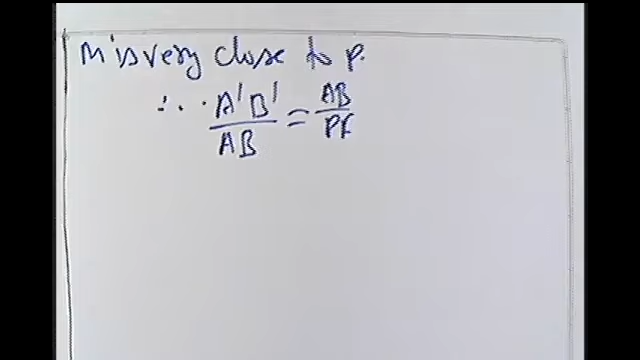 M is very close to P.
∴ A'B' / AB = AB / PF